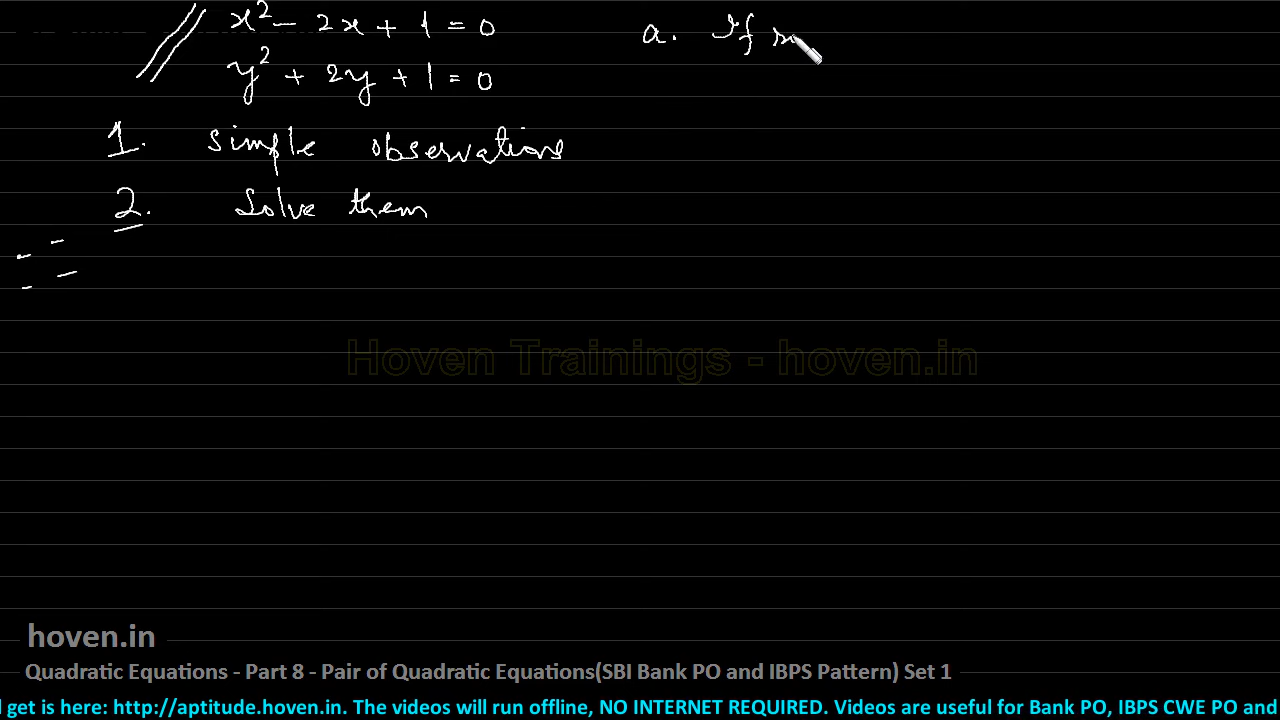 x² - 2x + 1 = 0
y² + 2y + 1 = 0
1. Simple observations
2. Solve them
a. If
Hoven Trainings - hoven.in
hoven.in
Quadratic Equations - Part 8 - Pair of Quadratic Equations(SBI Bank PO and IBPS Pattern) Set 1
l get is here: http://aptitude.hoven.in. The videos will run offline, NO INTERNET REQUIRED. Videos are useful for Bank PO, IBPS CWE PO and